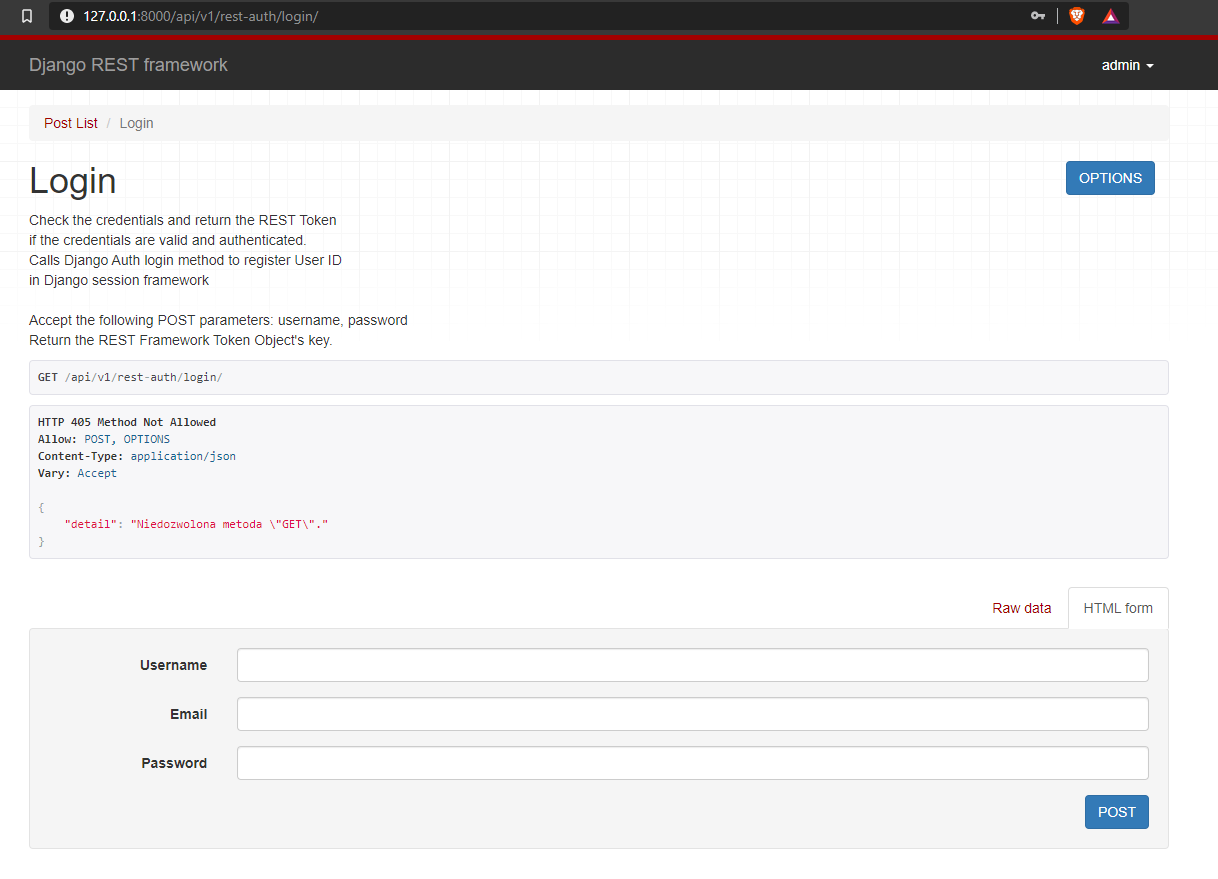 127.0.0.1:8000/api/v1/rest-auth/login/
Django REST framework
admin
Post List / Login
Login
OPTIONS
Check the credentials and return the REST Token
if the credentials are valid and authenticated.
Calls Django Auth login method to register User ID
in Django session framework
Accept the following POST parameters: username, password
Return the REST Framework Token Object's key.
GET /api/v1/rest-auth/login/
HTTP 405 Method Not Allowed
Allow: POST, OPTIONS
Content-Type: application/json
Vary: Accept
{
    "detail": "Niedozwolona metoda \"GET\"."
}
Raw data
HTML form
Username
Email
Password
POST